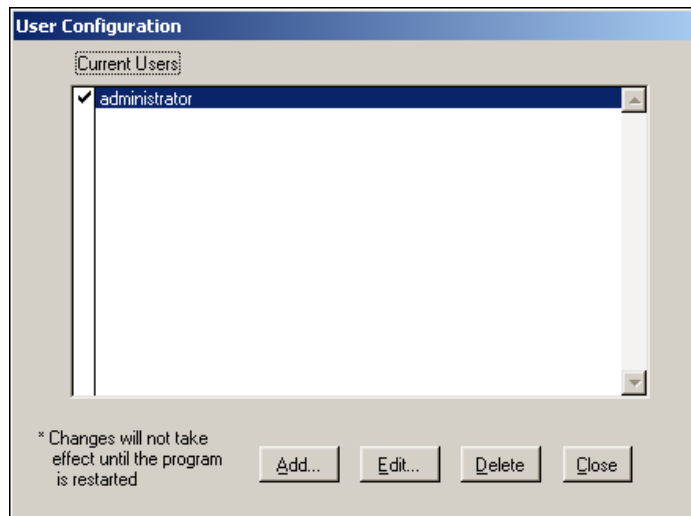 User Configuration
Current Users
administrator
* Changes will not take
effect until the program
is restarted
Add...
Edit...
Delete
Close